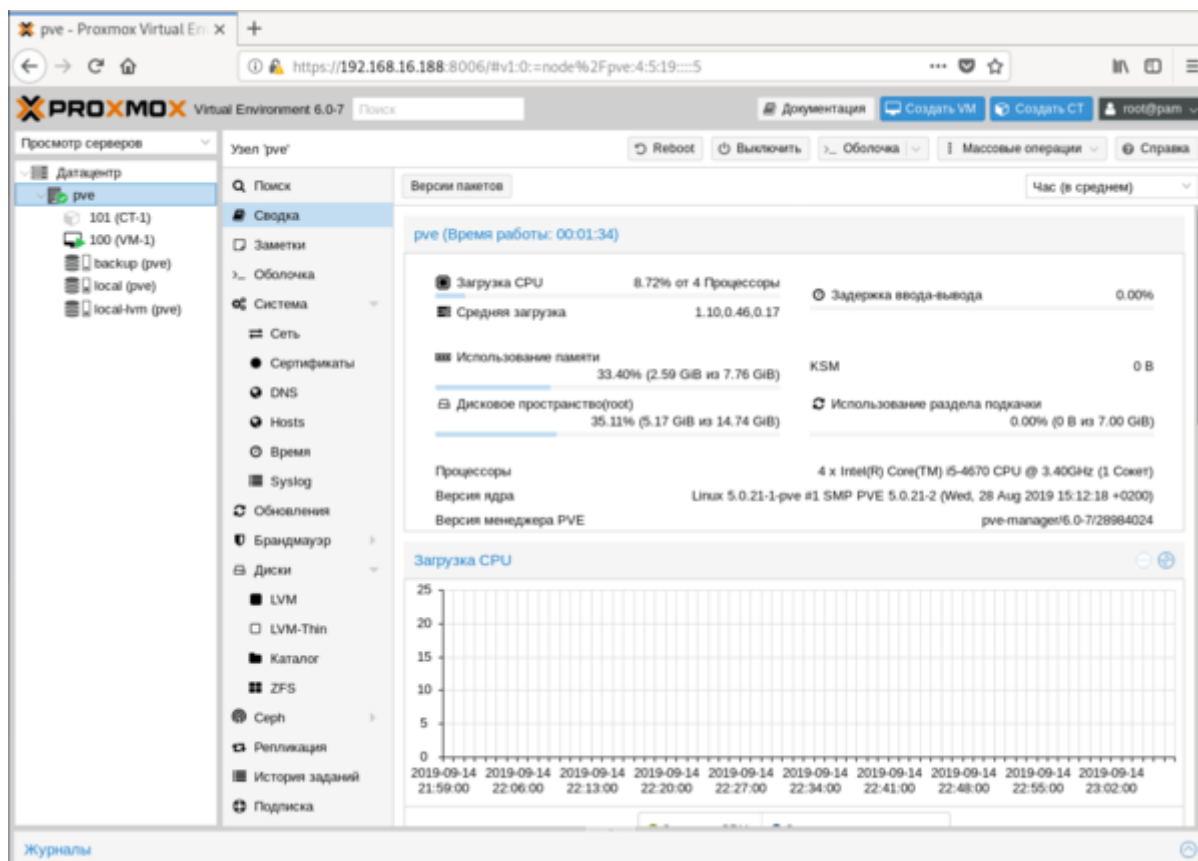 pve - Proxmox Virtual En
https://192.168.16.188:8006/#v1:0:=node%2Fpve:4:5:19::::5
PROXMOX Virtual Environment 6.0-7 Поиск Документация Создать VM Создать CT root@pam
Просмотр серверов
Датацентр
pve
101 (CT-1)
100 (VM-1)
backup (pve)
local (pve)
local-lvm (pve)
Узел 'pve' Reboot Выключить Оболочка Массовые операции Справка
Поиск
Сводка
Заметки
Оболочка
Система
Сеть
Сертификаты
DNS
Hosts
Время
Syslog
Обновления
Брандмауэр
Диски
LVM
LVM-Thin
Каталог
ZFS
Ceph
Репликация
История заданий
Подписка
Версии пакетов Час (в среднем)
pve (Время работы: 00:01:34)
Загрузка CPU 8.72% от 4 Процессоры
Задержка ввода-вывода 0.00%
Средняя загрузка 1.10,0.46,0.17
Использование памяти
33.40% (2.59 GiB из 7.76 GiB)
KSM 0 B
Дисковое пространство(root)
35.11% (5.17 GiB из 14.74 GiB)
Использование раздела подкачки
0.00% (0 B из 7.00 GiB)
Процессоры 4 x Intel(R) Core(TM) i5-4670 CPU @ 3.40GHz (1 Сокет)
Версия ядра Linux 5.0.21-1-pve #1 SMP PVE 5.0.21-2 (Wed, 28 Aug 2019 15:12:18 +0200)
Версия менеджера PVE pve-manager/6.0-7/28984024
Загрузка CPU
25
20
15
10
5
0
2019-09-14 2019-09-14 2019-09-14 2019-09-14 2019-09-14 2019-09-14 2019-09-14 2019-09-14 2019-09-14 2019-09-14
21:59:00 22:06:00 22:13:00 22:20:00 22:27:00 22:34:00 22:41:00 22:48:00 22:55:00 23:02:00
Журналы